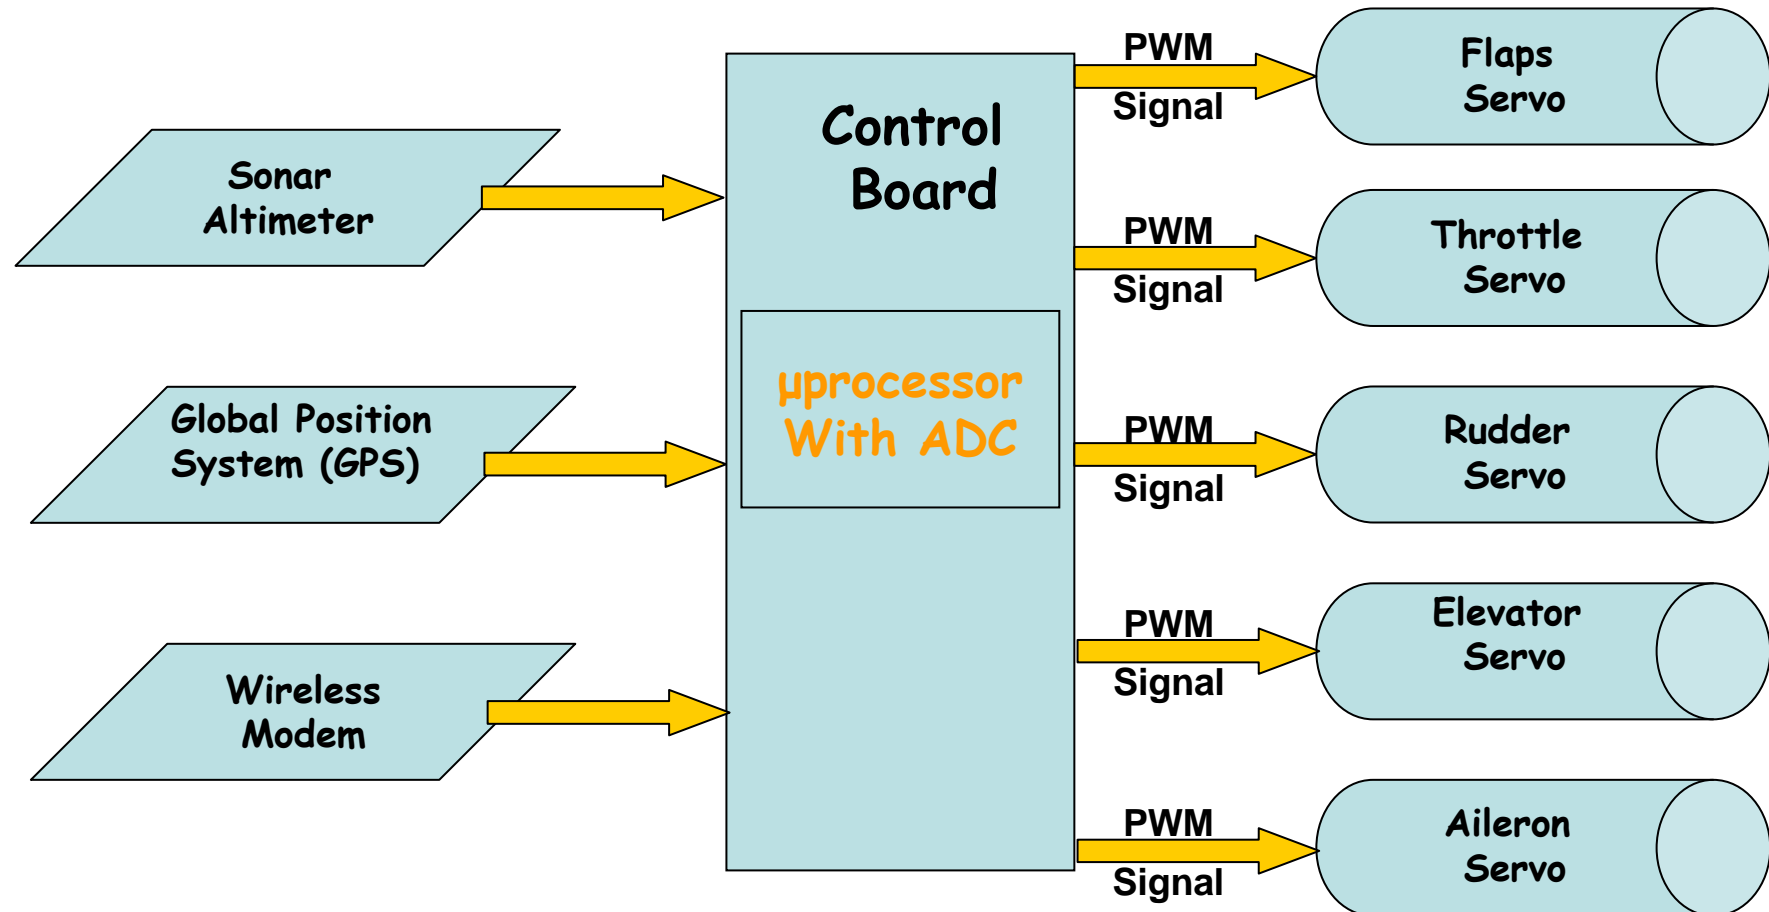 Sonar
Altimeter
Global Position
System (GPS)
Wireless
Modem
Control
Board
µprocessor
With ADC
PWM
Signal
Flaps
Servo
PWM
Signal
Throttle
Servo
PWM
Signal
Rudder
Servo
PWM
Signal
Elevator
Servo
PWM
Signal
Aileron
Servo